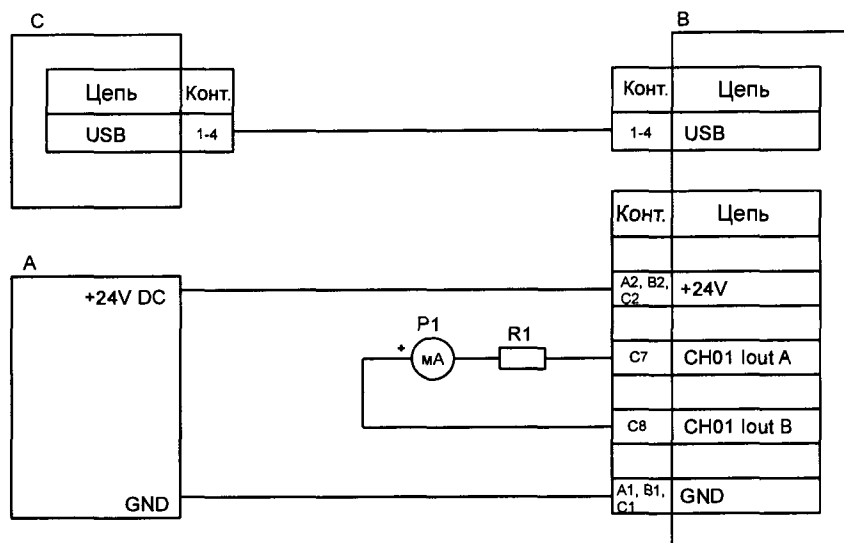 C
B
Цепь Конт.
USB 1-4
Конт. Цепь
1-4 USB
Конт. Цепь
A
+24V DC
A2, B2,
C2
+24V
P1
R1
+
мА
C7 CH01 Iout A
C8 CH01 Iout B
GND
A1, B1,
C1
GND